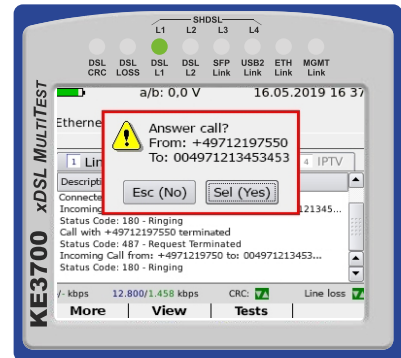 SHDSL
L1 L2 L3 L4
DSL CRC DSL LOSS DSL L1 DSL L2 SFP Link USB2 Link ETH Link MGMT Link
KE3700 xDSL MULTITEST
a/b: 0,0 V 16.05.2019 16 37
Etherne
Answer call?
From: +49712197550
To: 004971213453453
Esc (No) Sel (Yes)
1 Lin 4 IPTV
Descripti
Connecte
Incoming 121345...
Status Code: 180 - Ringing
Call with +49712197550 terminated
Status Code: 487 - Request Terminated
Incoming Call from: +4971219750 to: 004971213453...
Status Code: 180 - Ringing
/- kbps 12.800/1.458 kbps CRC: Line loss
More View Tests